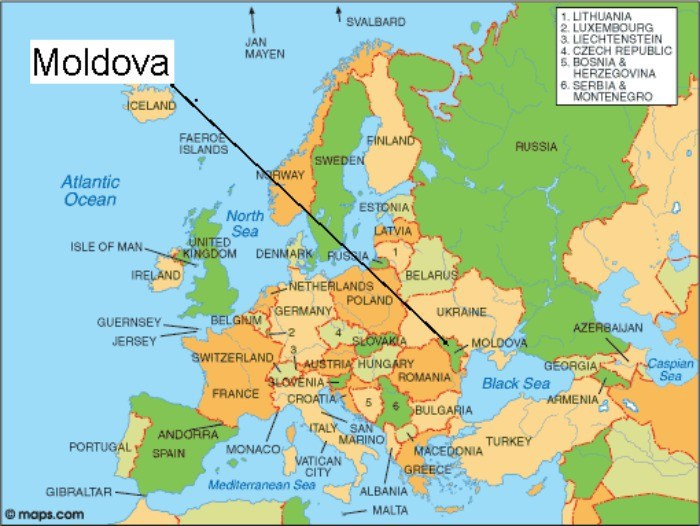 SVALBARD
JAN
MAYEN
1. LITHUANIA
2. LUXEMBOURG
3. LIECHTENSTEIN
4. CZECH REPUBLIC
5. BOSNIA &
HERZEGOVINA
6. SERBIA &
MONTENEGRO
Moldova
ICELAND
FAEROE
ISLANDS
FINLAND
RUSSIA
SWEDEN
NORWAY
Atlantic
Ocean
North
Sea
ESTONIA
LATVIA
ISLE OF MAN
UNITED
KINGDOM
DENMARK
RUSSIA
1
BELARUS
IRELAND
NETHERLANDS
POLAND
GUERNSEY
JERSEY
BELGIUM
GERMANY
UKRAINE
2
4
SLOVAKIA
MOLDOVA
AZERBAIJAN
SWITZERLAND
3
AUSTRIA
HUNGARY
GEORGIA
Caspian
Sea
SLOVENIA
ROMANIA
Black Sea
FRANCE
CROATIA
5
6
BULGARIA
ARMENIA
ANDORRA
ITALY
SAN
MARINO
TURKEY
PORTUGAL
SPAIN
MONACO
VATICAN
CITY
MACEDONIA
GREECE
GIBRALTAR
Mediterranean Sea
ALBANIA
MALTA
© maps.com